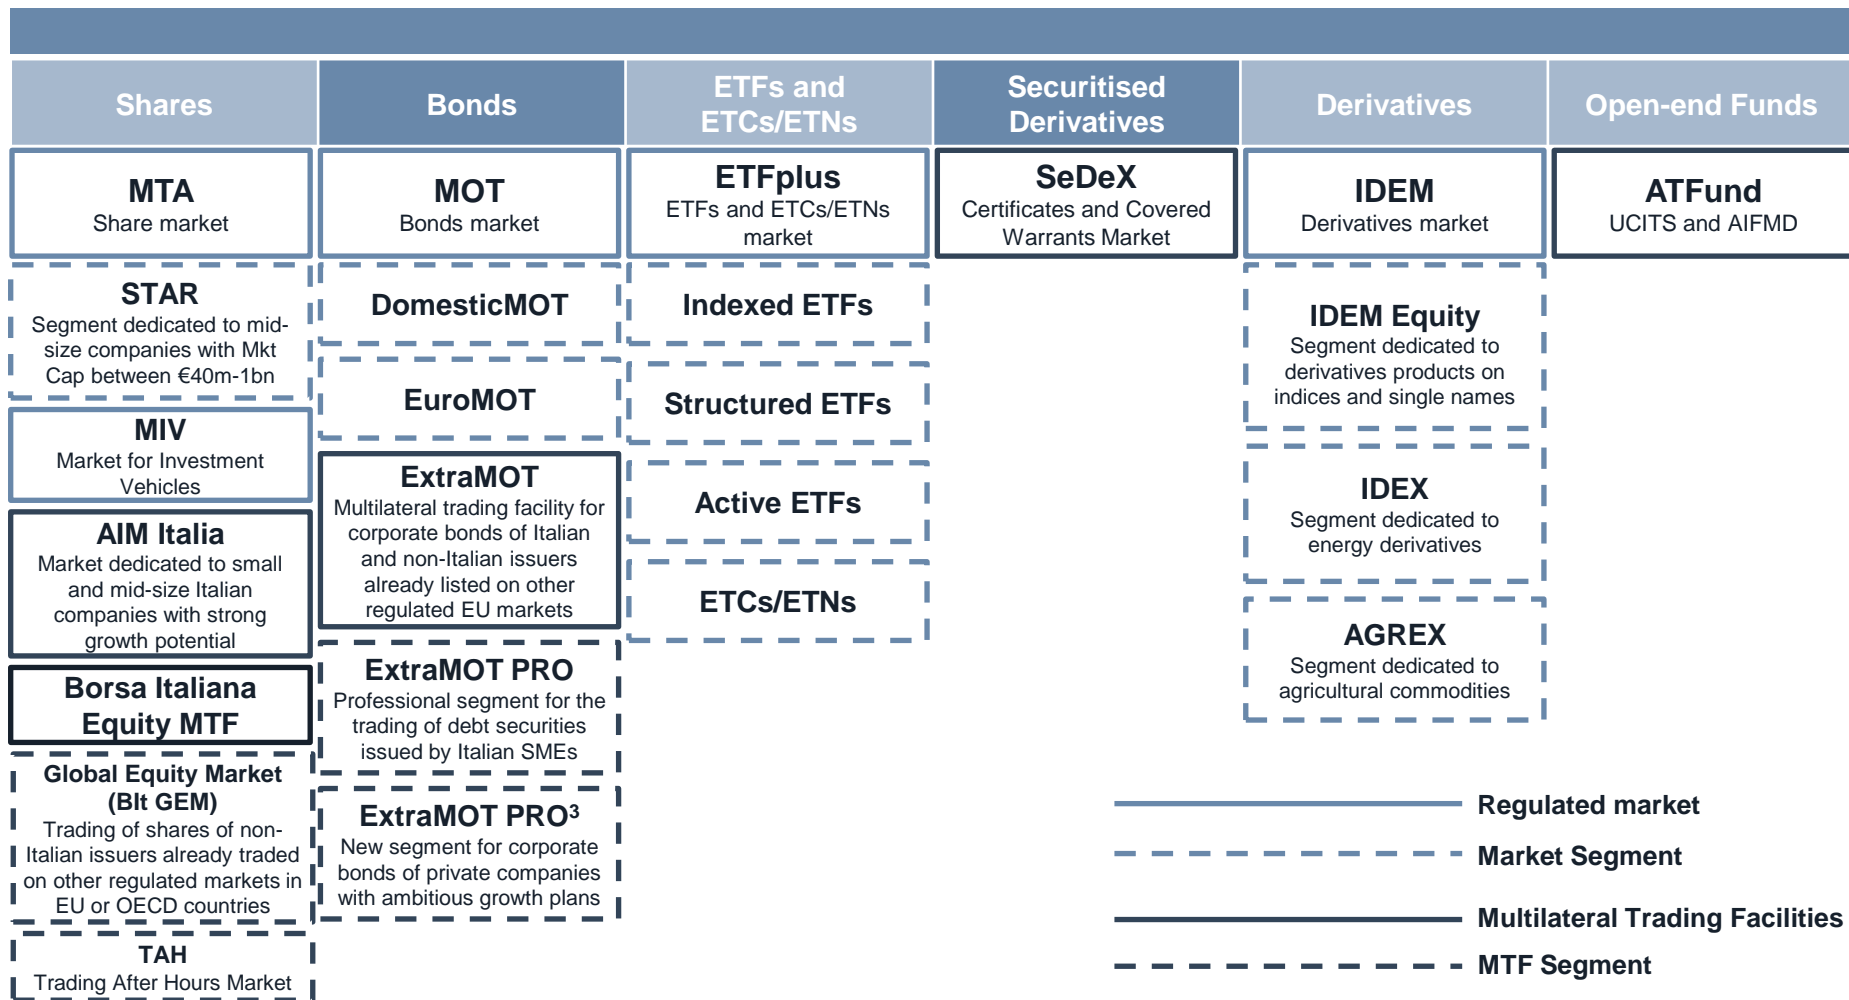 Shares
Bonds
ETFs and
ETCs/ETNs
Securitised
Derivatives
Derivatives
Open-end Funds
MTA
Share market
STAR
Segment dedicated to mid-
size companies with Mkt
Cap between €40m-1bn
MIV
Market for Investment
Vehicles
AIM Italia
Market dedicated to small
and mid-size Italian
companies with strong
growth potential
Borsa Italiana
Equity MTF
Global Equity Market
(BIt GEM)
Trading of shares of non-
Italian issuers already traded
on other regulated markets in
EU or OECD countries
TAH
Trading After Hours Market
MOT
Bonds market
DomesticMOT
EuroMOT
ExtraMOT
Multilateral trading facility for
corporate bonds of Italian
and non-Italian issuers
already listed on other
regulated EU markets
ExtraMOT PRO
Professional segment for the
trading of debt securities
issued by Italian SMEs
ExtraMOT PRO³
New segment for corporate
bonds of private companies
with ambitious growth plans
ETFplus
ETFs and ETCs/ETNs
market
Indexed ETFs
Structured ETFs
Active ETFs
ETCs/ETNs
SeDeX
Certificates and Covered
Warrants Market
IDEM
Derivatives market
IDEM Equity
Segment dedicated to
derivatives products on
indices and single names
IDEX
Segment dedicated to
energy derivatives
AGREX
Segment dedicated to
agricultural commodities
ATFund
UCITS and AIFMD
Regulated market
Market Segment
Multilateral Trading Facilities
MTF Segment